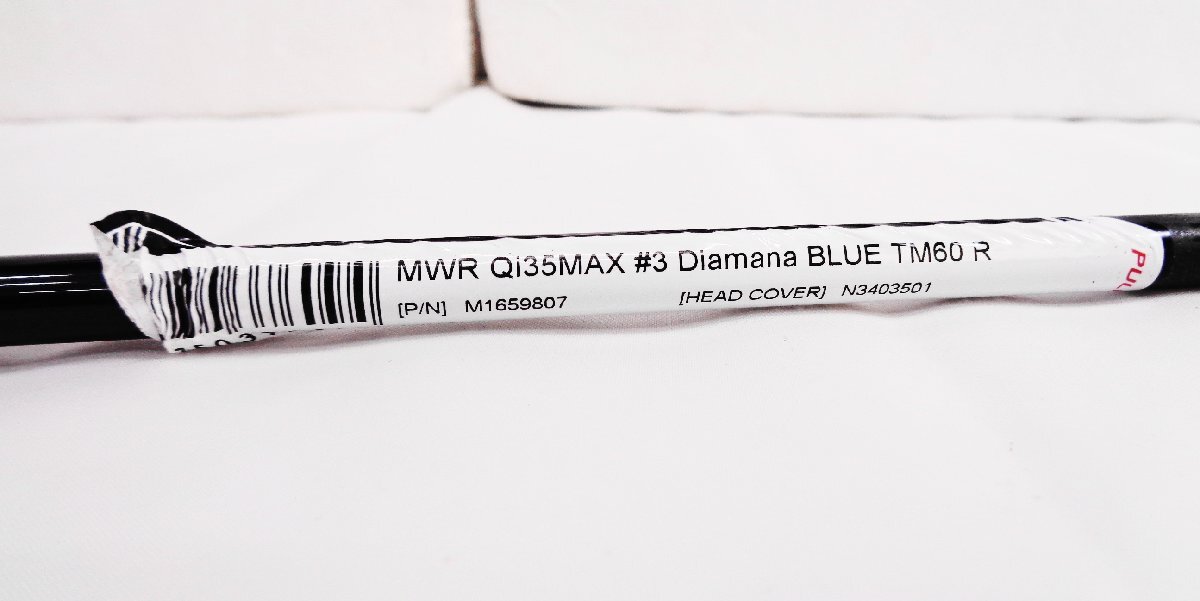 MWR Qi35MAX #3 Diamana BLUE TM60 R
[P/N] M1659807 [HEAD COVER] N3403501